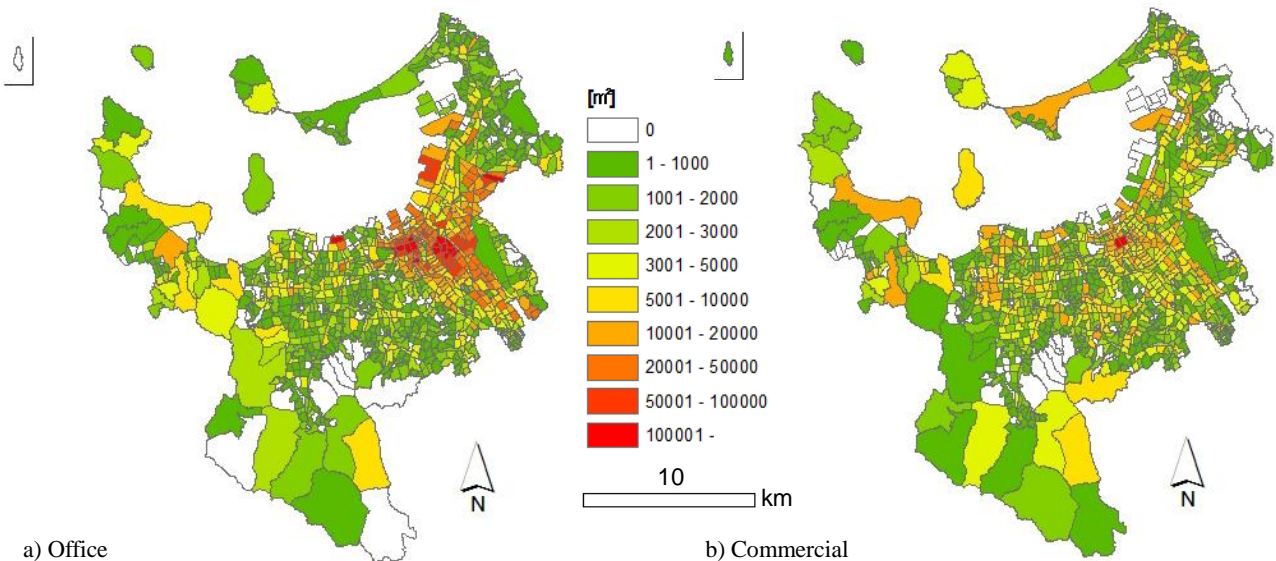 [m²]
0
1 - 1000
1001 - 2000
2001 - 3000
3001 - 5000
5001 - 10000
10001 - 20000
20001 - 50000
50001 - 100000
100001 -
10
km
N
N
a) Office
b) Commercial